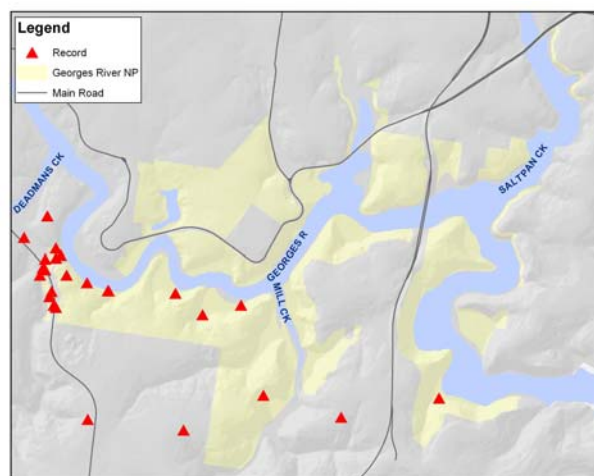 Legend
Record
Georges River NP
Main Road
DEADMANS CK
SALTPAN CK
GEORGES R
MILL CK